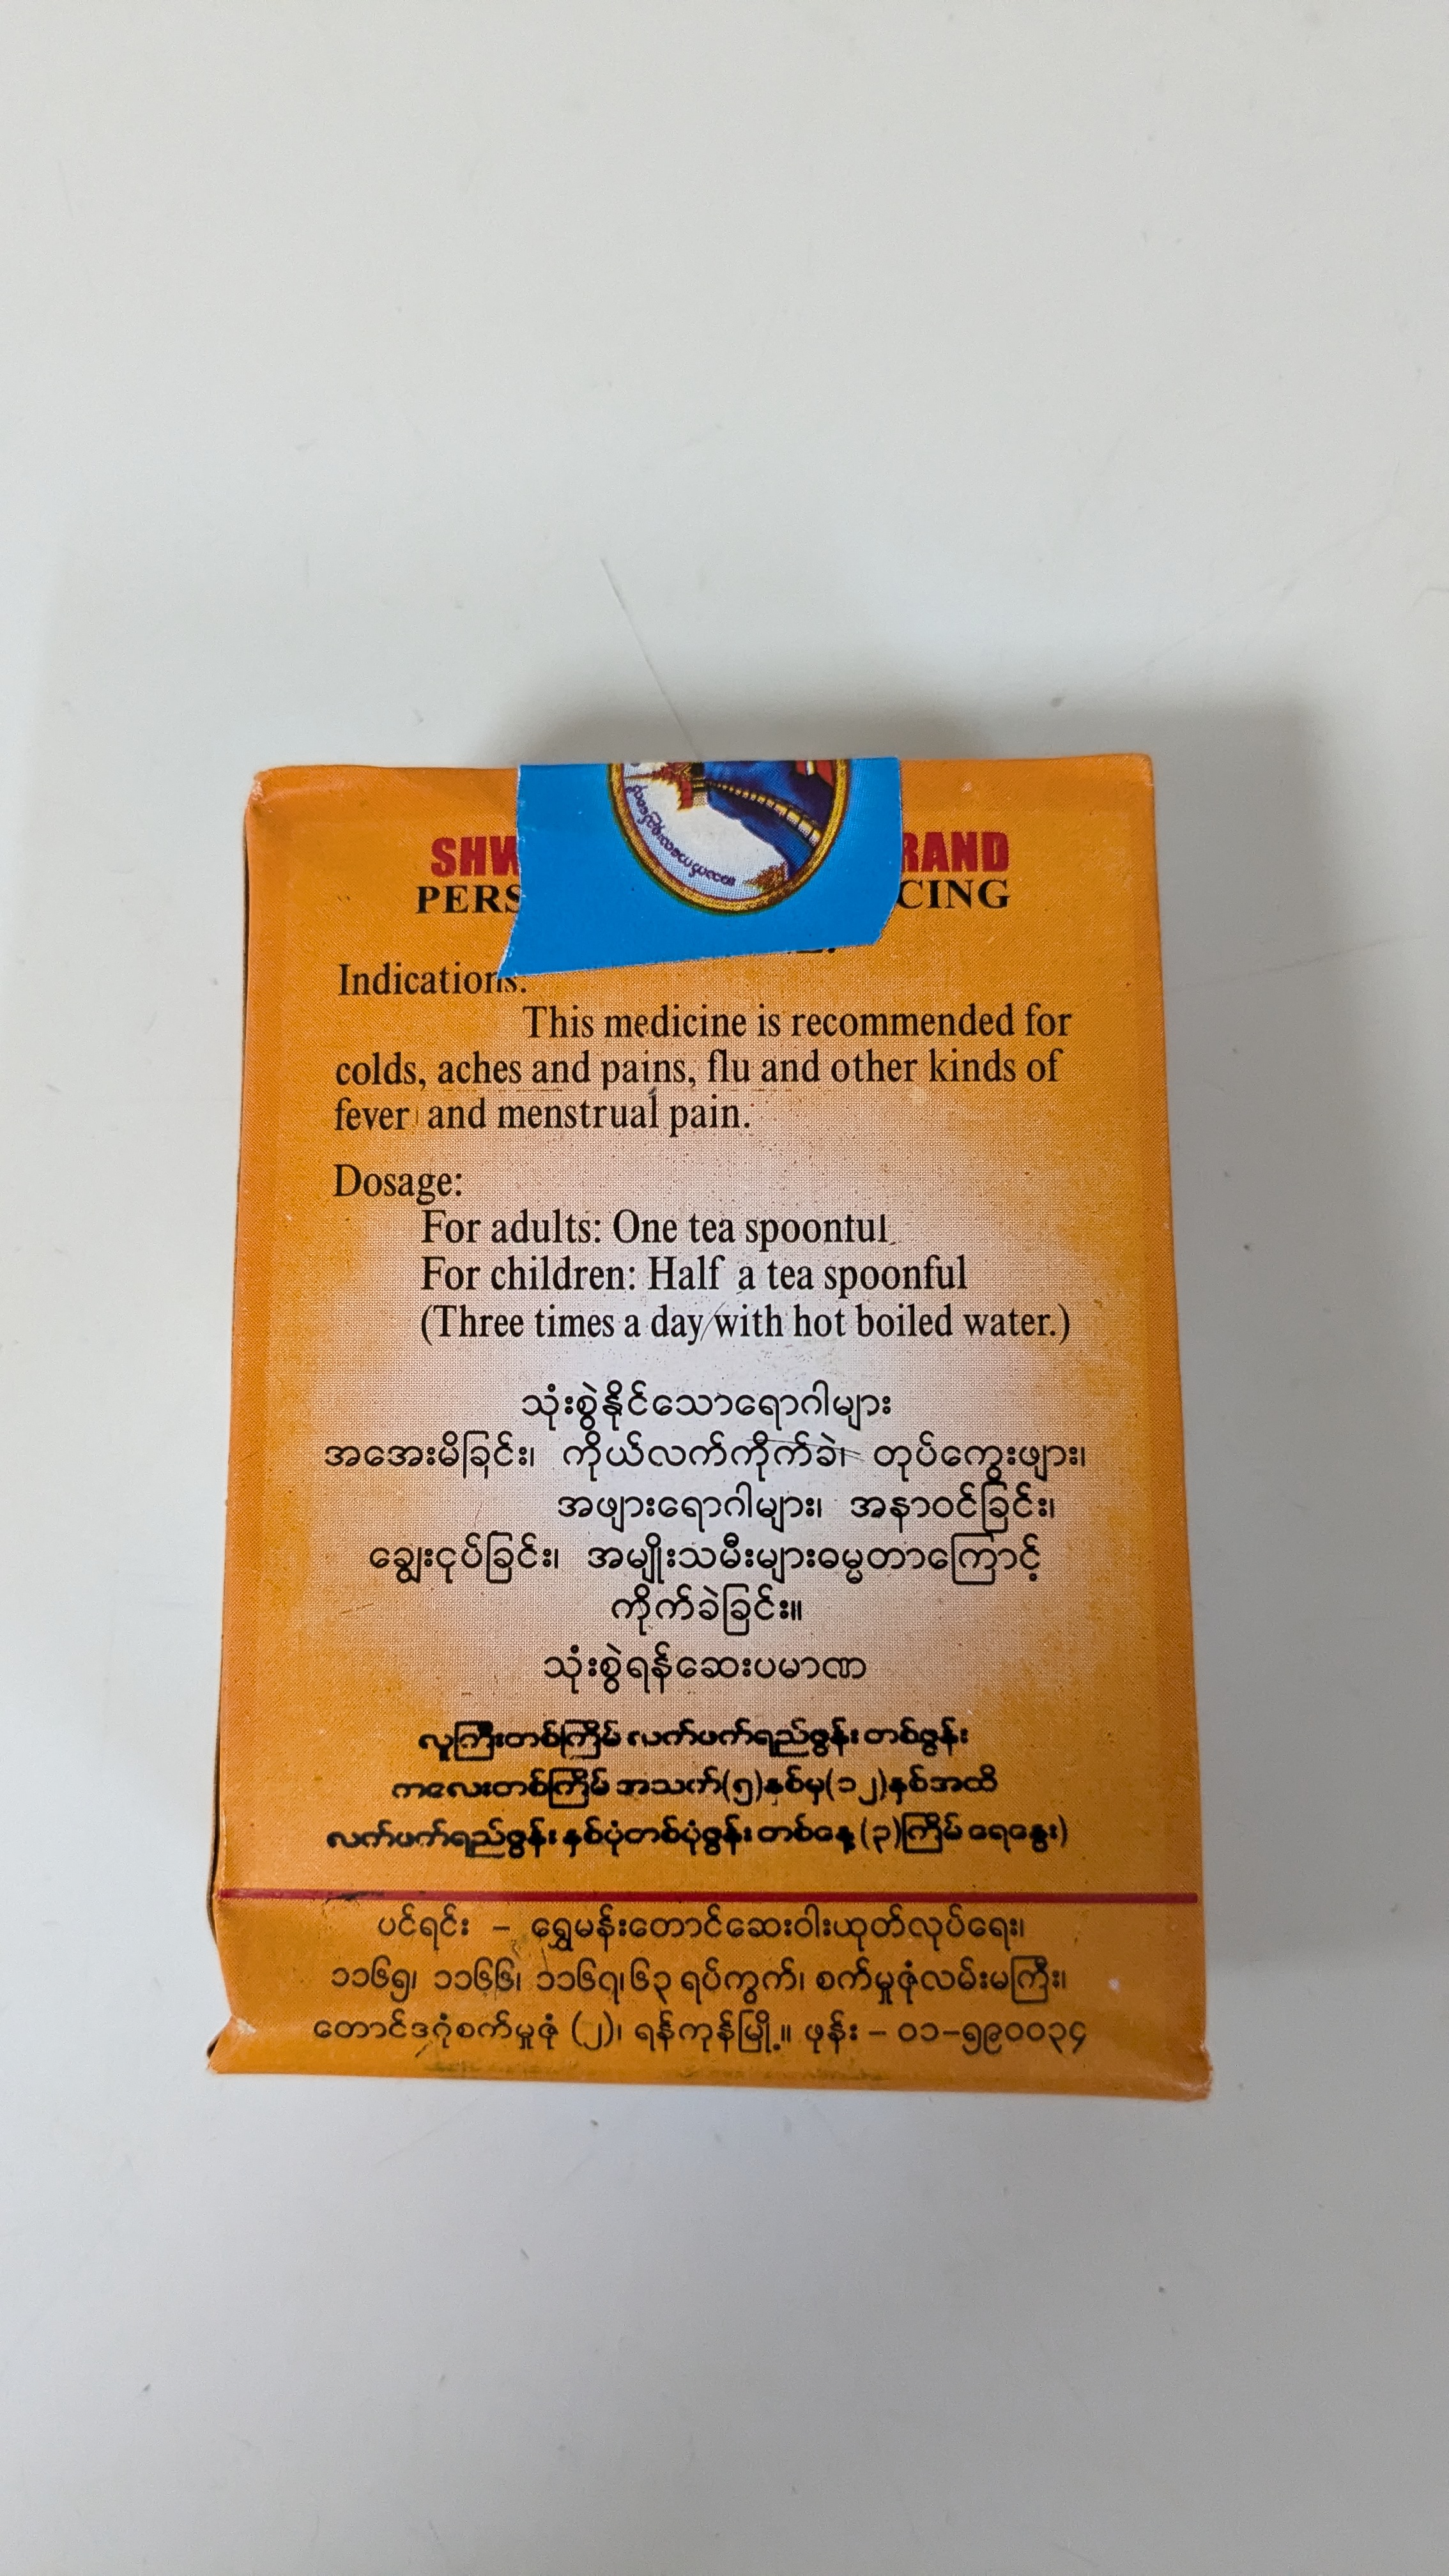 SHW RAND
PERS CING
Indications:
This medicine is recommended for
colds, aches and pains, flu and other kinds of
fever and menstrual pain.
Dosage:
For adults: One tea spoonful
For children: Half a tea spoonful
(Three times a day with hot boiled water.)
သုံးစွဲနိုင်သောရောဂါများ
အအေးမိခြင်း၊ ကိုယ်လက်ကိုက်ခဲ၊ တုပ်ကွေးဖျား၊
အဖျားရောဂါများ၊ အနာဝင်ခြင်း၊
ချွေးငုပ်ခြင်း၊ အမျိုးသမီးများဓမ္မတာကြောင့်
ကိုက်ခဲခြင်း။
သုံးစွဲရန်ဆေးပမာဏ
လူကြီးတစ်ကြိမ် လက်ဖက်ရည်ဇွန်း တစ်ဇွန်း
ကလေးတစ်ကြိမ် အသက်(၅)နှစ်မှ(၁၂)နှစ်အထိ
လက်ဖက်ရည်ဇွန်း နှစ်ပုံတစ်ပုံဇွန်း တစ်နေ့ (၃)ကြိမ် ရေနွေး)
ပင်ရင်း – ရွှေမန်းတောင်ဆေးဝါးယုတ်လုပ်ရေး၊
၁၁၆၅၊ ၁၁၆၆၊ ၁၁၆၇၊ ၆၃ ရပ်ကွက်၊ စက်မှုဇုံလမ်းမကြီး၊
တောင်ဒဂုံစက်မှုဇုံ (၂)၊ ရန်ကုန်မြို့။ ဖုန်း – ၀၁–၅၉၀၀၃၄